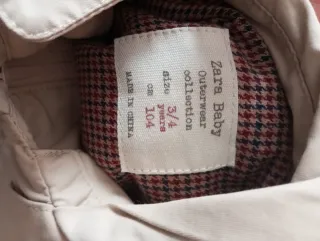 Zara Baby
Outerwear
collection
size 3/4
years
cm 104
MADE IN CHINA